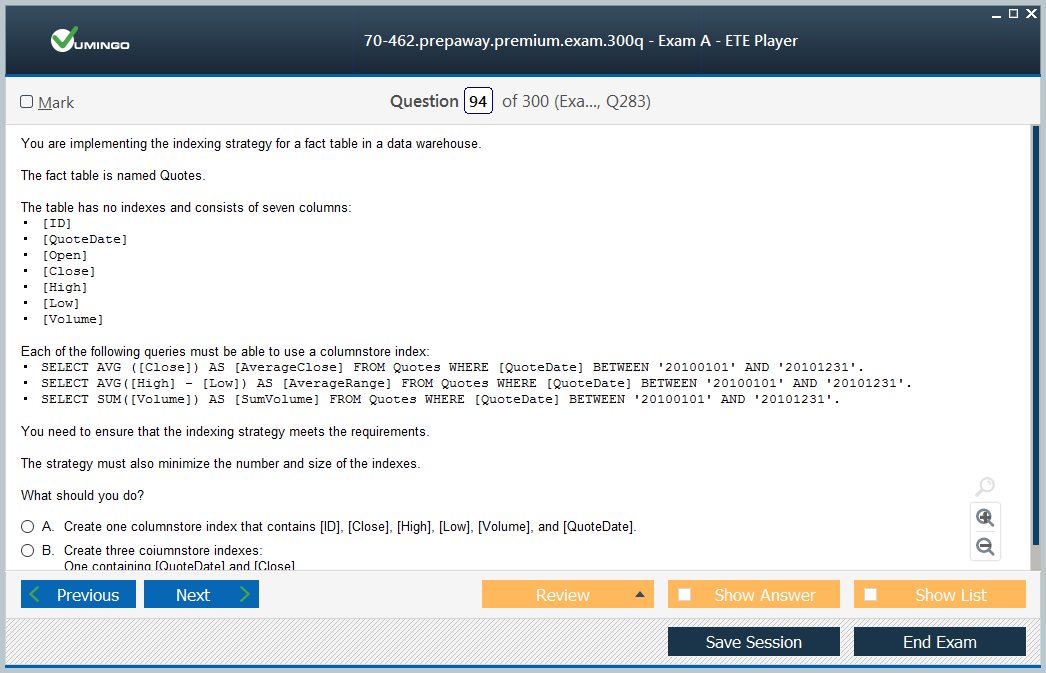 VUMINGO
70-462.prepaway.premium.exam.300q - Exam A - ETE Player
Mark
Question 94 of 300 (Exa..., Q283)
You are implementing the indexing strategy for a fact table in a data warehouse.
The fact table is named Quotes.
The table has no indexes and consists of seven columns:
▪ [ID]
▪ [QuoteDate]
▪ [Open]
▪ [Close]
▪ [High]
▪ [Low]
▪ [Volume]
Each of the following queries must be able to use a columnstore index:
▪ SELECT AVG ([Close]) AS [AverageClose] FROM Quotes WHERE [QuoteDate] BETWEEN '20100101' AND '20101231'.
▪ SELECT AVG([High] - [Low]) AS [AverageRange] FROM Quotes WHERE [QuoteDate] BETWEEN '20100101' AND '20101231'.
▪ SELECT SUM([Volume]) AS [SumVolume] FROM Quotes WHERE [QuoteDate] BETWEEN '20100101' AND '20101231'.
You need to ensure that the indexing strategy meets the requirements.
The strategy must also minimize the number and size of the indexes.
What should you do?
A. Create one columnstore index that contains [ID], [Close], [High], [Low], [Volume], and [QuoteDate].
B. Create three coiumnstore indexes:
One containing [QuoteDate] and [Close]
Previous
Next
Review
Show Answer
Show List
Save Session
End Exam